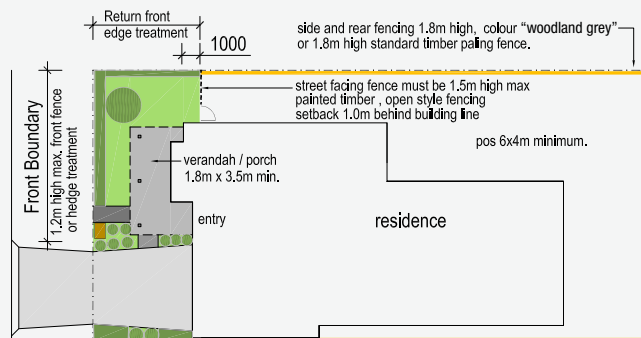 Return front
edge treatment
1000
side and rear fencing 1.8m high, colour "woodland grey"
or 1.8m high standard timber paling fence.
street facing fence must be 1.5m high max
painted timber , open style fencing
setback 1.0m behind building line
pos 6x4m minimum.
Front Boundary
1.2m high max. front fence
or hedge treatment
verandah / porch
1.8m x 3.5m min.
entry
residence